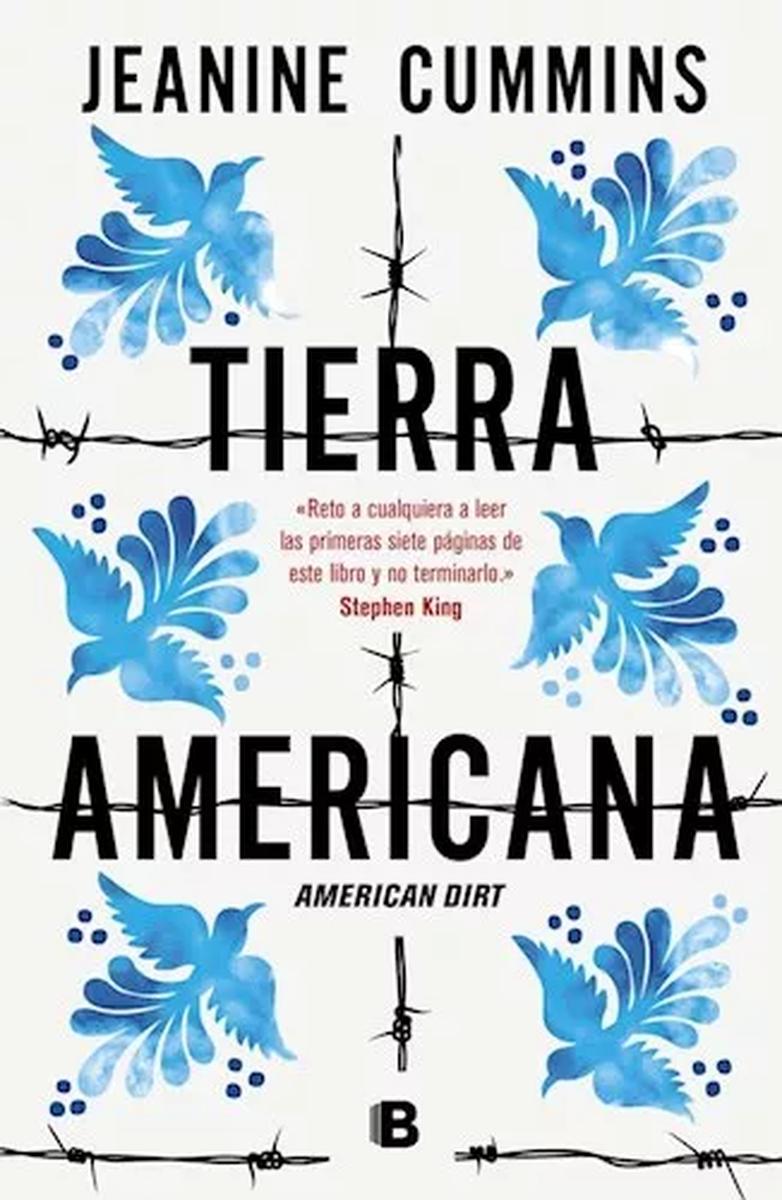 JEANINE CUMMINS
TIERRA
«Reto a cualquiera a leer
las primeras siete páginas de
este libro y no terminarlo.»
Stephen King
AMERICANA
AMERICAN DIRT
B